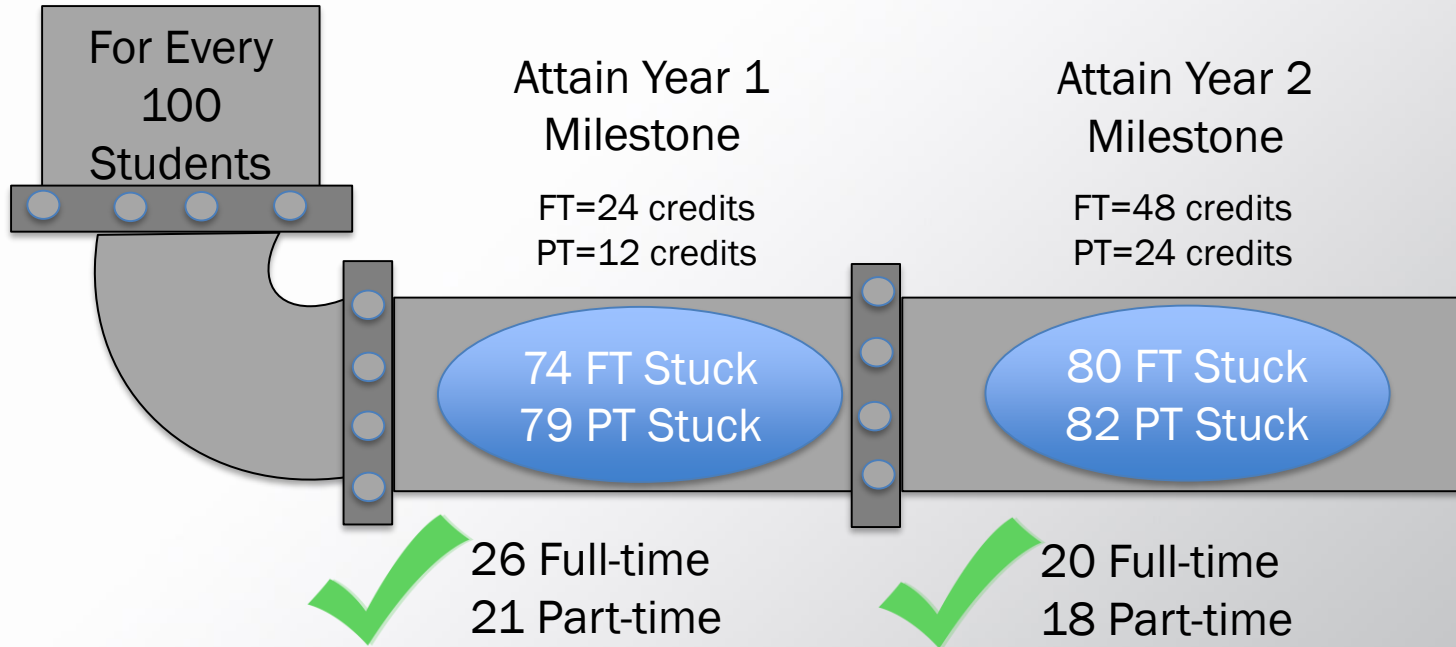 For Every
100
Students
Attain Year 1
Milestone
FT=24 credits
PT=12 credits
74 FT Stuck
79 PT Stuck
26 Full-time
21 Part-time
Attain Year 2
Milestone
FT=48 credits
PT=24 credits
80 FT Stuck
82 PT Stuck
20 Full-time
18 Part-time